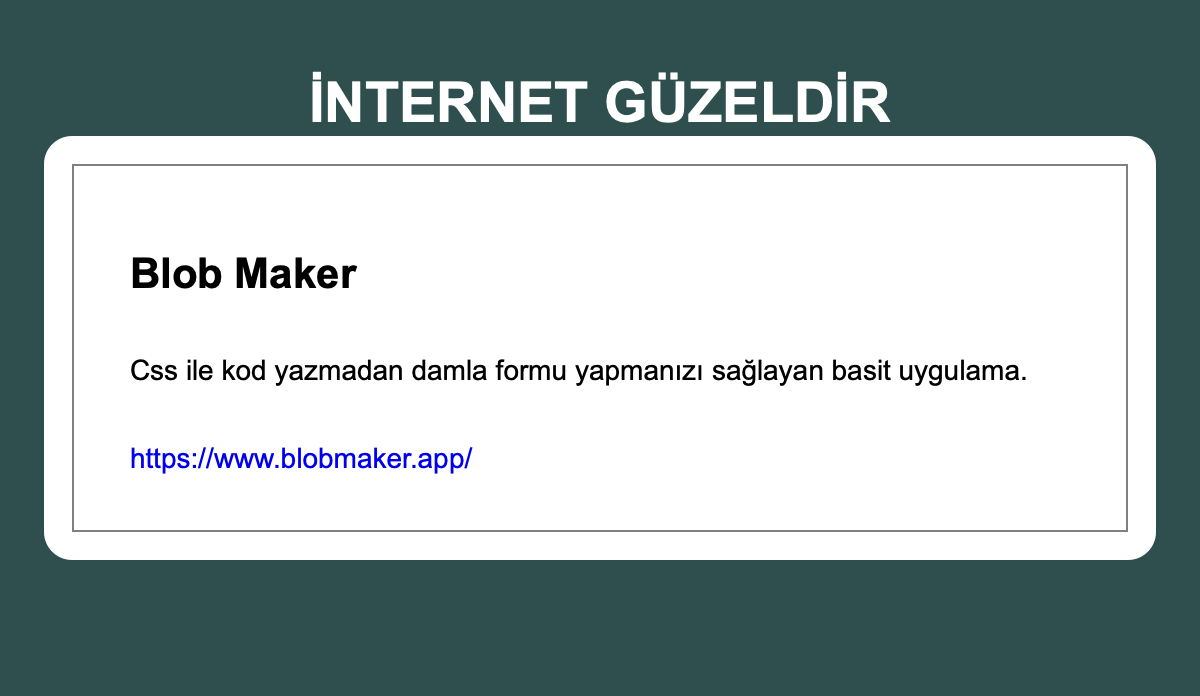 İNTERNET GÜZELDİR
Blob Maker
Css ile kod yazmadan damla formu yapmanızı sağlayan basit uygulama.
https://www.blobmaker.app/